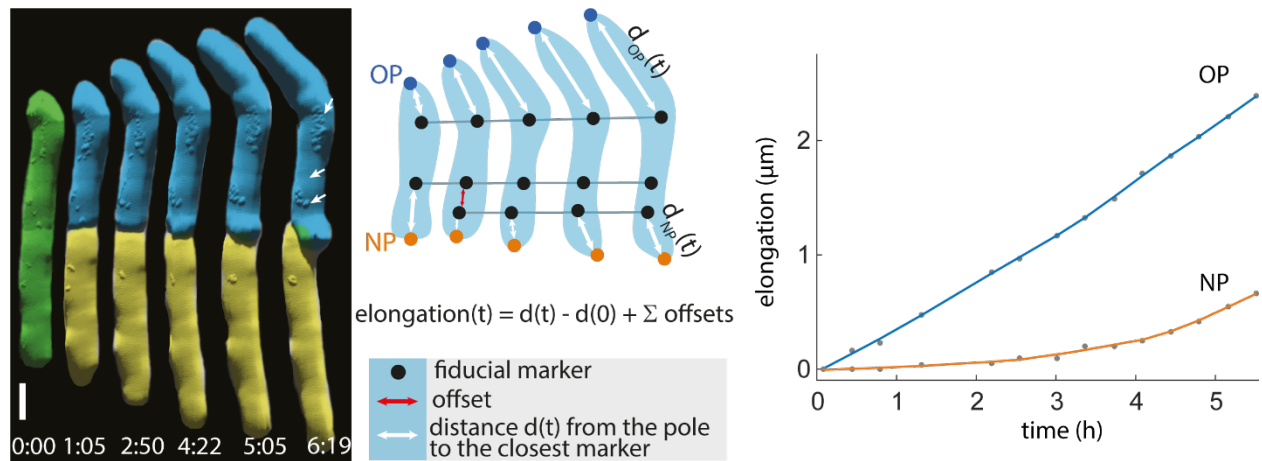 0:00 1:05 2:50 4:22 5:05 6:19
OP
d_OP(t)
NP
d_NP(t)
elongation(t) = d(t) - d(0) + Σ offsets
fiducial marker
offset
distance d(t) from the pole
to the closest marker
elongation (µm)
2
1
0
OP
NP
0 1 2 3 4 5
time (h)